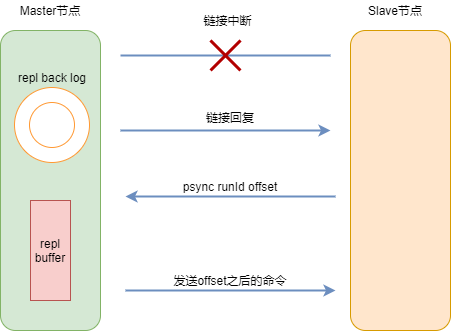 Master节点
Slave节点
链接中断
repl back log
链接回复
psync runId offset
repl
buffer
发送offset之后的命令